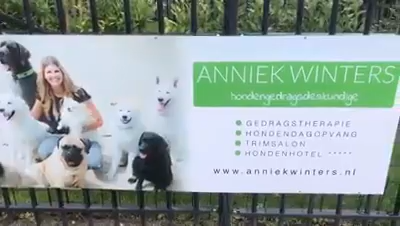 ANNIEK WINTERS
hondengedragsdeskundige
GEDRAGSTHERAPIE
HONDENDAGOPVANG
TRIMSALON
HONDENHOTEL *****
www.anniekwinters.nl